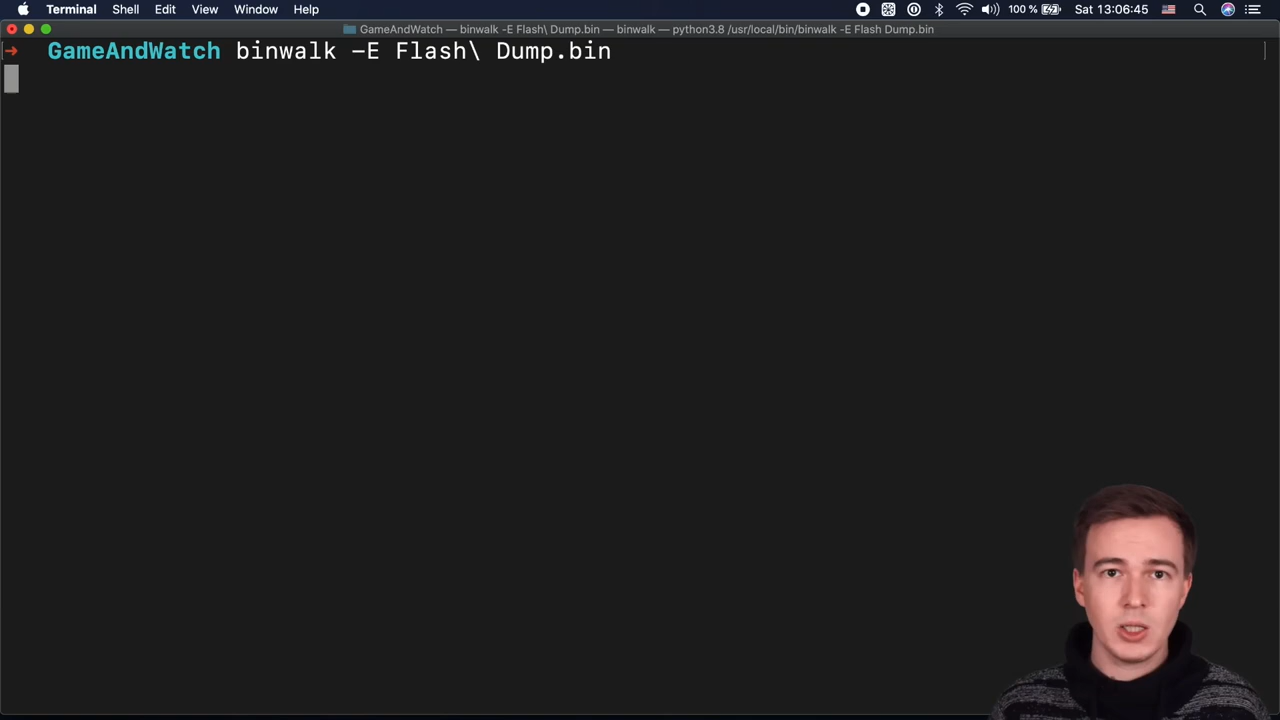 Terminal Shell Edit View Window Help 100 % Sat 13:06:45
GameAndWatch — binwalk -E Flash\ Dump.bin — binwalk — python3.8 /usr/local/bin/binwalk -E Flash Dump.bin
➜ GameAndWatch binwalk -E Flash\ Dump.bin